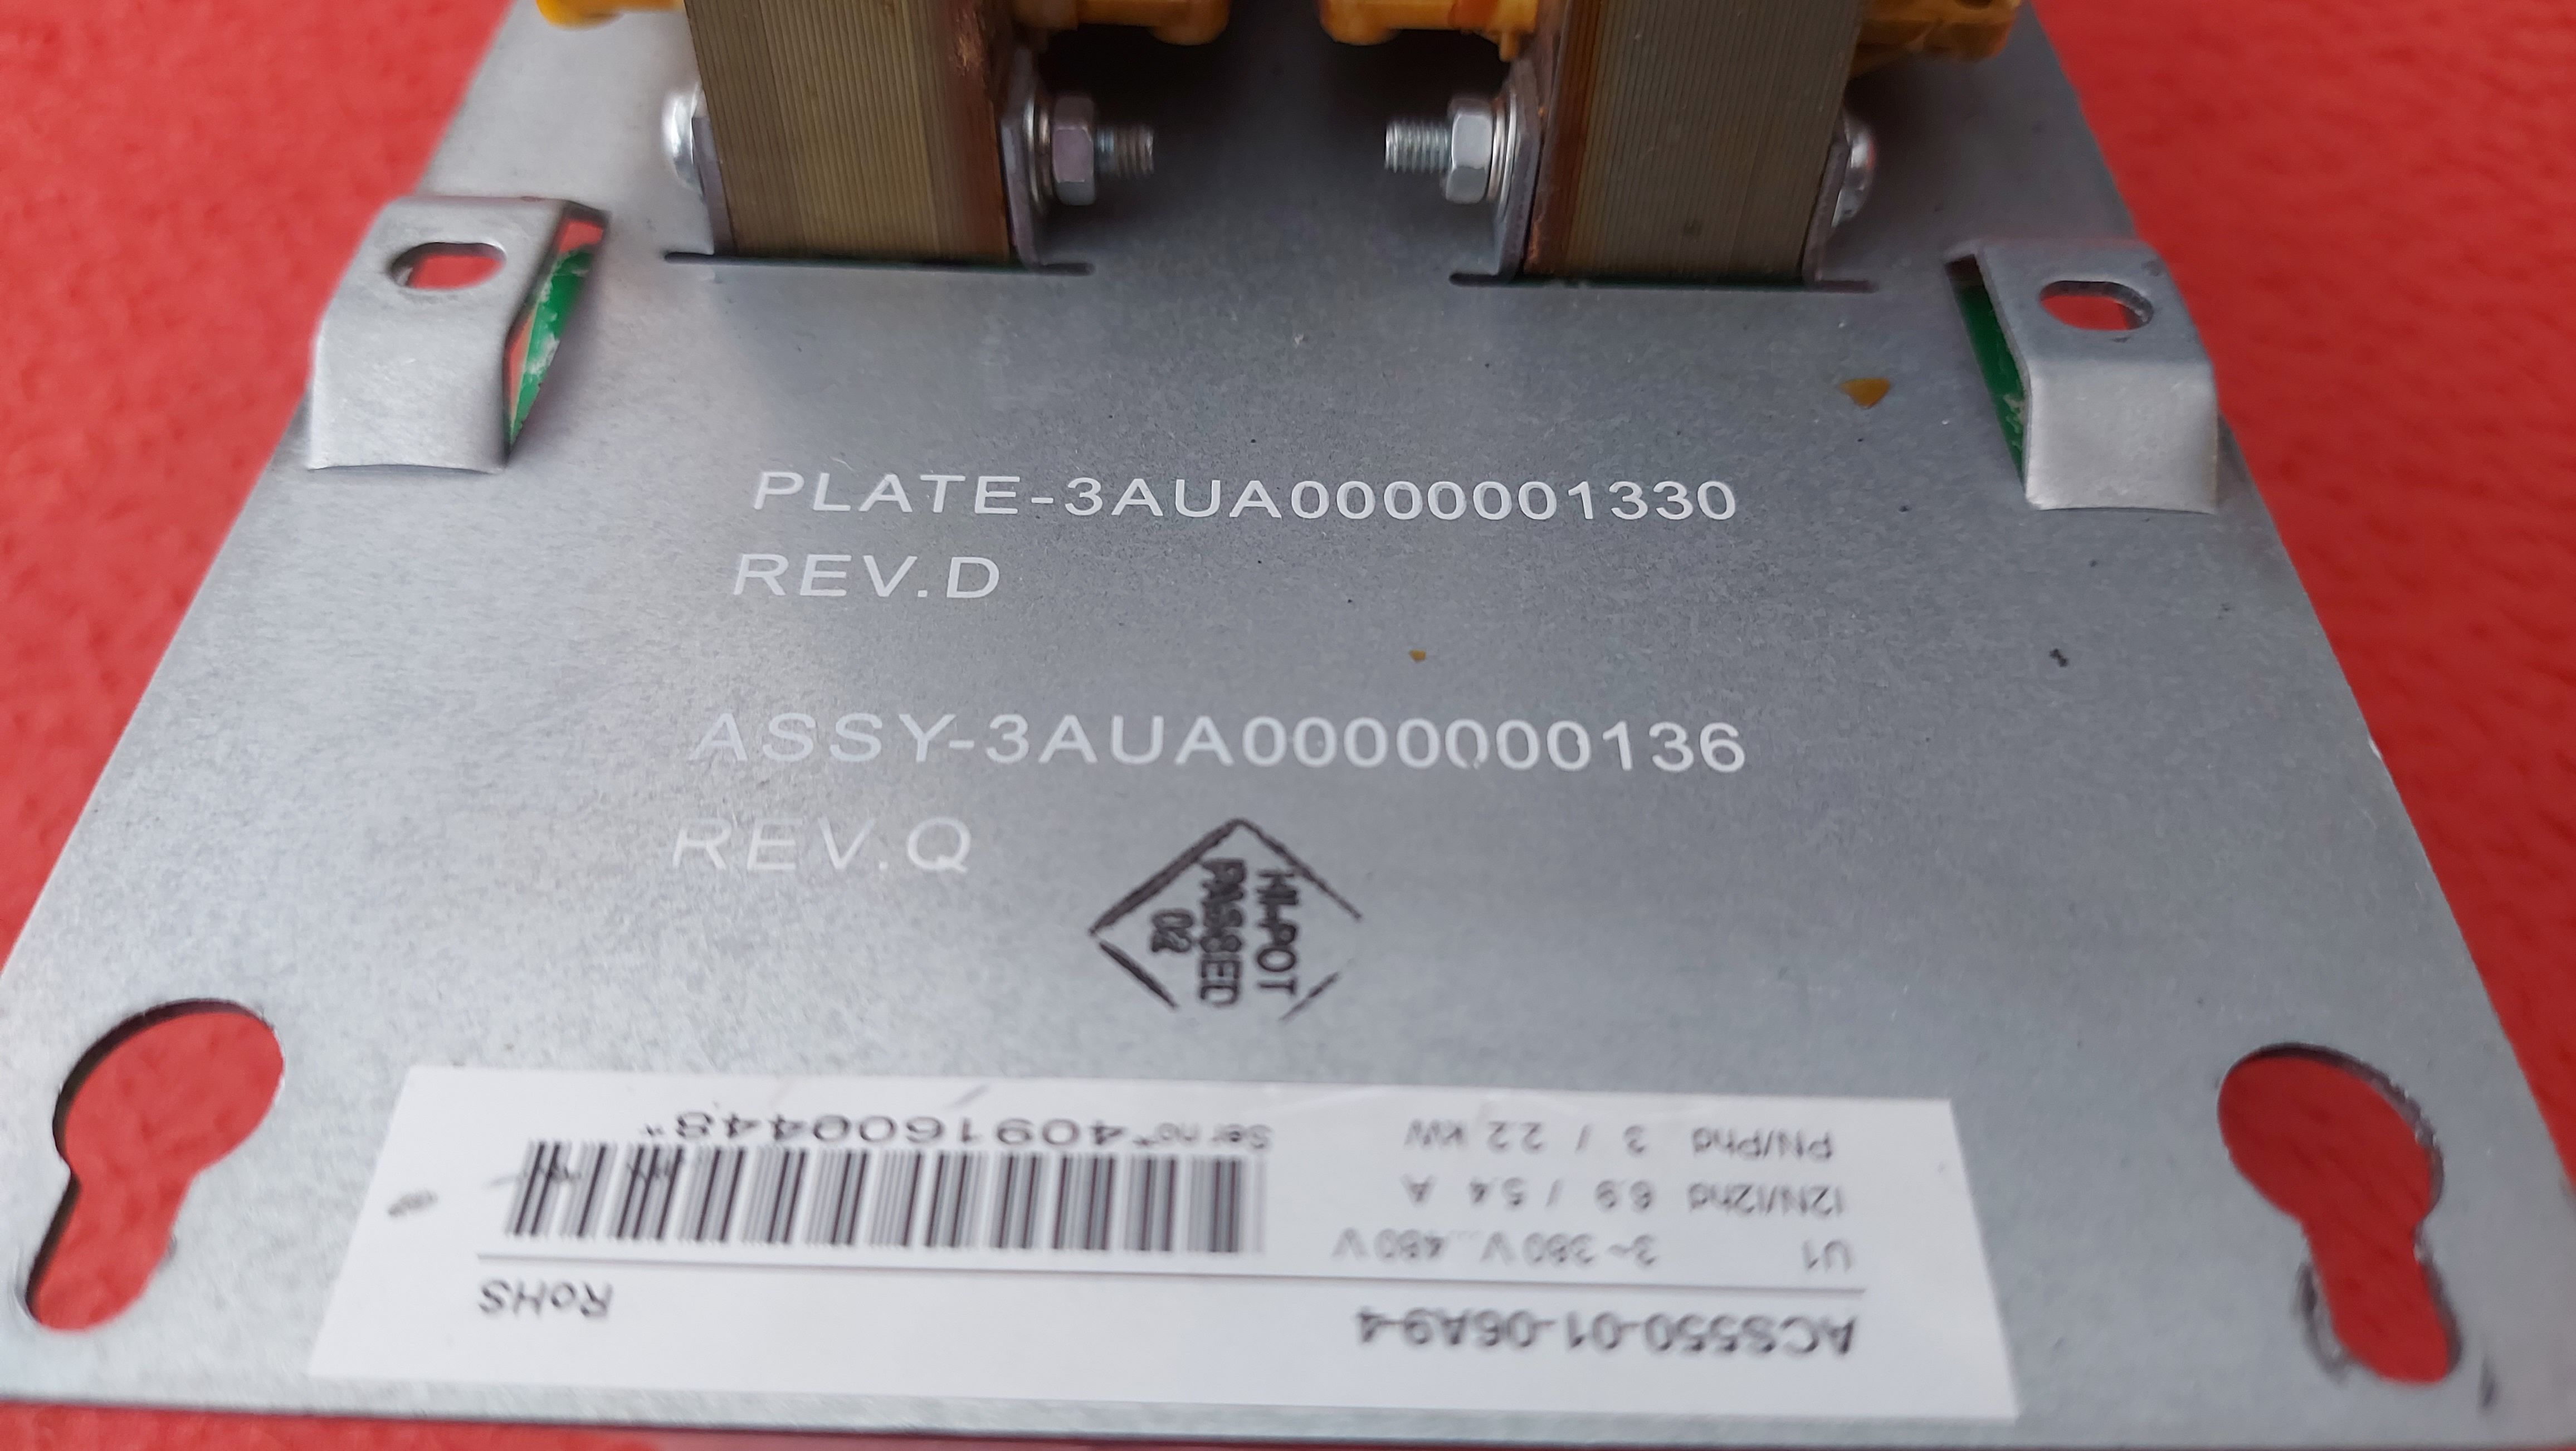 PLATE-3AUA0000001330
REV.D
ASSY-3AUA0000000136
REV.Q
HI-POT
PASSED
02
ACS550-01-06A9-4
RoHS
U1 3~ 380 V...480 V
I2N/I2hd 6.9 / 5.4 A
PN/Phd 3 / 2.2 kW
Ser no *4091600448*